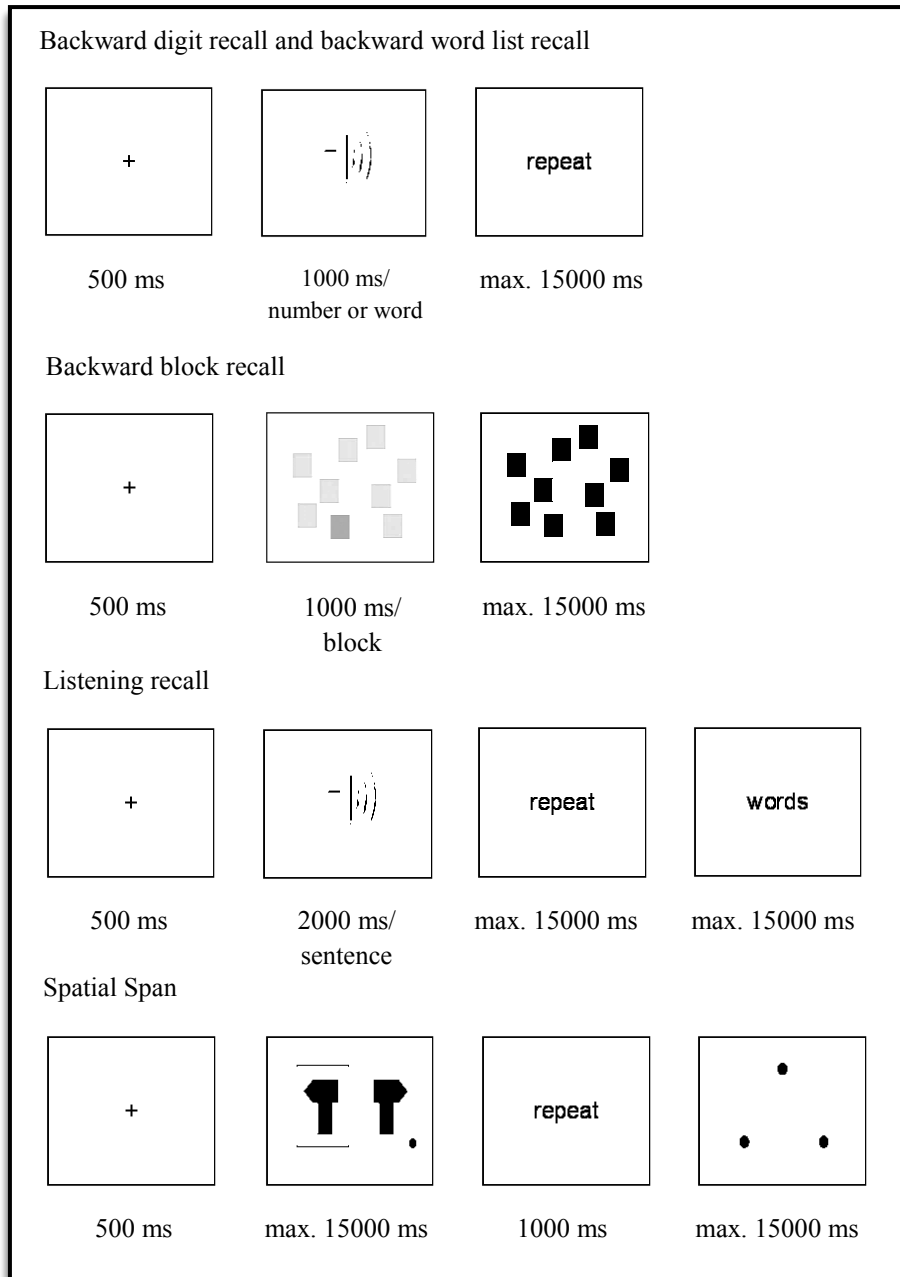 Backward digit recall and backward word list recall
+
repeat
500 ms
1000 ms/
number or word
max. 15000 ms
Backward block recall
+
500 ms
1000 ms/
block
max. 15000 ms
Listening recall
+
repeat
words
500 ms
2000 ms/
sentence
max. 15000 ms
max. 15000 ms
Spatial Span
+
repeat
500 ms
max. 15000 ms
1000 ms
max. 15000 ms